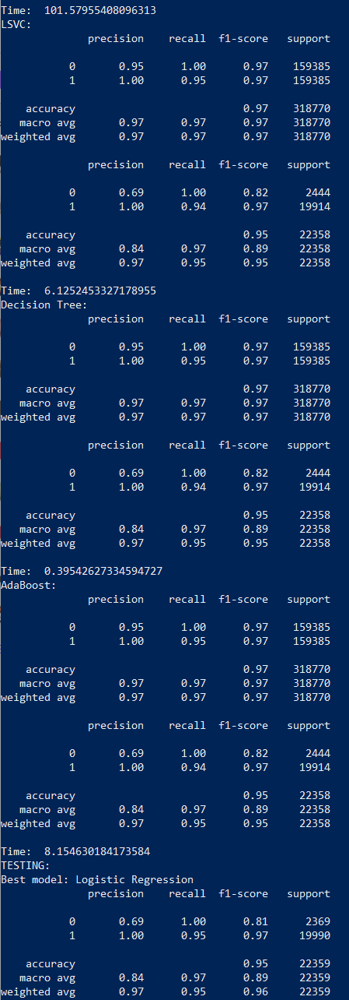 Time:  101.57955408096313
LSVC:
              precision    recall  f1-score   support

           0       0.95      1.00      0.97    159385
           1       1.00      0.95      0.97    159385

    accuracy                           0.97    318770
   macro avg       0.97      0.97      0.97    318770
weighted avg       0.97      0.97      0.97    318770

              precision    recall  f1-score   support

           0       0.69      1.00      0.82      2444
           1       1.00      0.94      0.97     19914

    accuracy                           0.95     22358
   macro avg       0.84      0.97      0.89     22358
weighted avg       0.97      0.95      0.95     22358

Time:  6.1252453327178955
Decision Tree:
              precision    recall  f1-score   support

           0       0.95      1.00      0.97    159385
           1       1.00      0.95      0.97    159385

    accuracy                           0.97    318770
   macro avg       0.97      0.97      0.97    318770
weighted avg       0.97      0.97      0.97    318770

              precision    recall  f1-score   support

           0       0.69      1.00      0.82      2444
           1       1.00      0.94      0.97     19914

    accuracy                           0.95     22358
   macro avg       0.84      0.97      0.89     22358
weighted avg       0.97      0.95      0.95     22358

Time:  0.39542627334594727
AdaBoost:
              precision    recall  f1-score   support

           0       0.95      1.00      0.97    159385
           1       1.00      0.95      0.97    159385

    accuracy                           0.97    318770
   macro avg       0.97      0.97      0.97    318770
weighted avg       0.97      0.97      0.97    318770

              precision    recall  f1-score   support

           0       0.69      1.00      0.82      2444
           1       1.00      0.94      0.97     19914

    accuracy                           0.95     22358
   macro avg       0.84      0.97      0.89     22358
weighted avg       0.97      0.95      0.95     22358

Time:  8.154630184173584
TESTING:
Best model: Logistic Regression
              precision    recall  f1-score   support

           0       0.69      1.00      0.81      2369
           1       1.00      0.95      0.97     19990

    accuracy                           0.95     22359
   macro avg       0.84      0.97      0.89     22359
weighted avg       0.97      0.95      0.96     22359